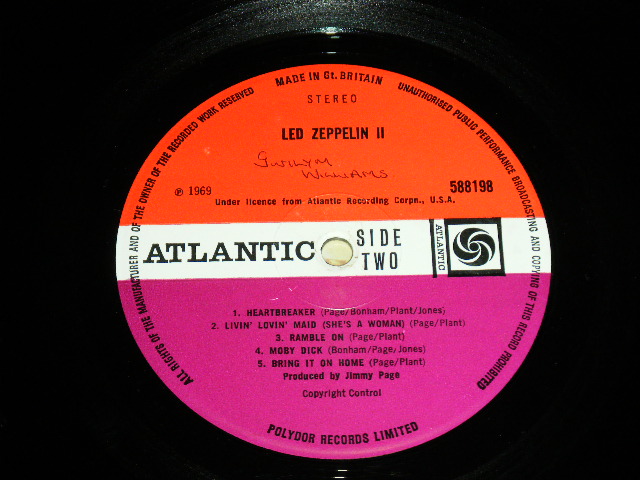 MADE IN Gt. BRITAIN
STEREO
LED ZEPPELIN II
GWILYM
WILLIAMS
℗ 1969
588198
Under licence from Atlantic Recording Corpn., U.S.A.
ATLANTIC
SIDE
TWO
ATLANTIC
1. HEARTBREAKER (Page/Bonham/Plant/Jones)
2. LIVIN' LOVIN' MAID (SHE'S A WOMAN) (Page/Plant)
3. RAMBLE ON (Page/Plant)
4. MOBY DICK (Bonham/Page/Jones)
5. BRING IT ON HOME (Page/Plant)
Produced by Jimmy Page
Copyright Control
POLYDOR RECORDS LIMITED
ALL RIGHTS OF THE MANUFACTURER AND OF THE OWNER OF THE RECORDED WORK RESERVED
UNAUTHORISED PUBLIC PERFORMANCE BROADCASTING AND COPYING OF THIS RECORD PROHIBITED